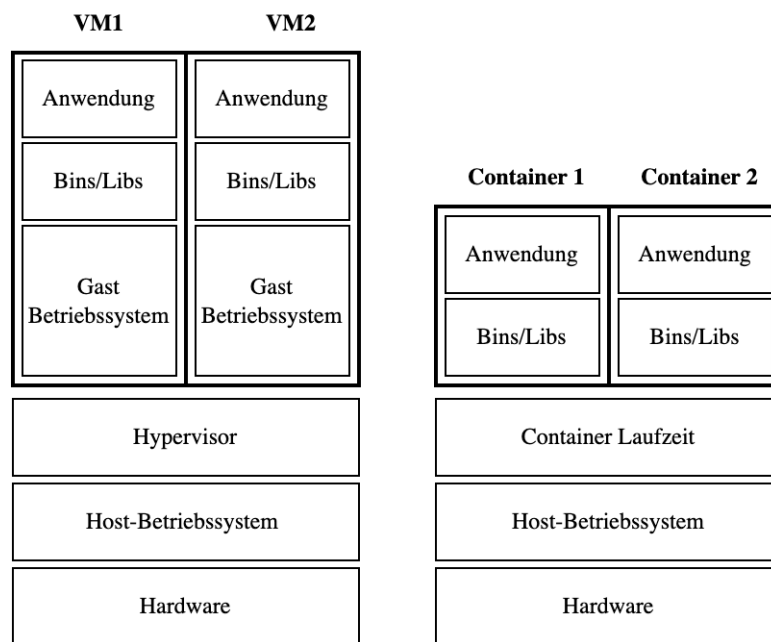 VM1
VM2
Anwendung
Anwendung
Bins/Libs
Bins/Libs
Gast
Betriebssystem
Gast
Betriebssystem
Hypervisor
Host-Betriebssystem
Hardware
Container 1
Container 2
Anwendung
Anwendung
Bins/Libs
Bins/Libs
Container Laufzeit
Host-Betriebssystem
Hardware